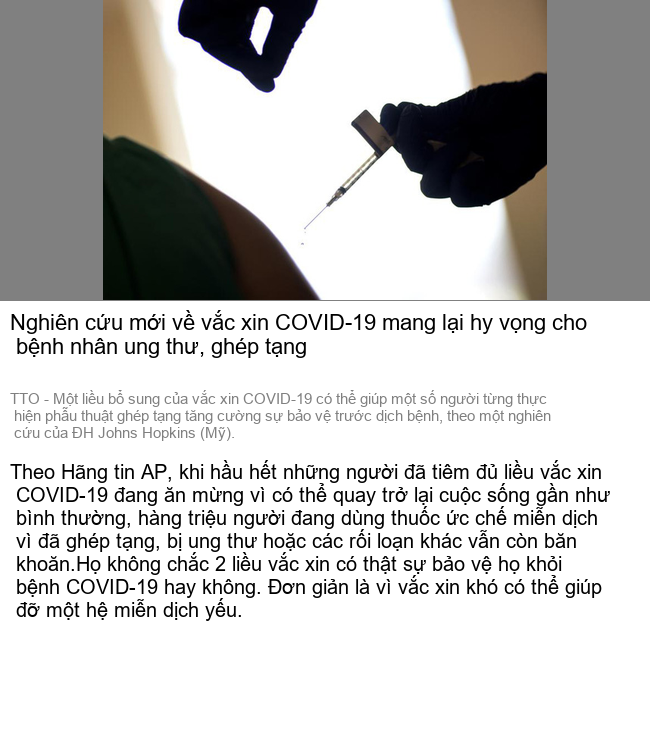 Nghiên cứu mới về vắc xin COVID-19 mang lại hy vọng cho
bệnh nhân ung thư, ghép tạng
TTO - Một liều bổ sung của vắc xin COVID-19 có thể giúp một số người từng thực
hiện phẫu thuật ghép tạng tăng cường sự bảo vệ trước dịch bệnh, theo một nghiên
cứu của ĐH Johns Hopkins (Mỹ).
Theo Hãng tin AP, khi hầu hết những người đã tiêm đủ liều vắc xin
COVID-19 đang ăn mừng vì có thể quay trở lại cuộc sống gần như
bình thường, hàng triệu người đang dùng thuốc ức chế miễn dịch
vì đã ghép tạng, bị ung thư hoặc các rối loạn khác vẫn còn băn
khoăn.Họ không chắc 2 liều vắc xin có thật sự bảo vệ họ khỏi
bệnh COVID-19 hay không. Đơn giản là vì vắc xin khó có thể giúp
đỡ một hệ miễn dịch yếu.